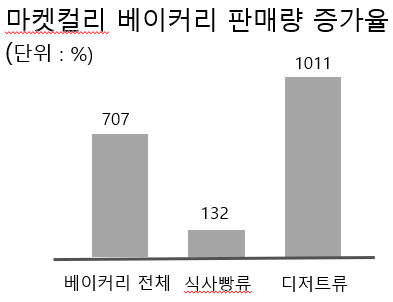 마켓컬리 베이커리 판매량 증가율
(단위 : %)
1011
707
132
베이커리 전체 식사빵류 디저트류